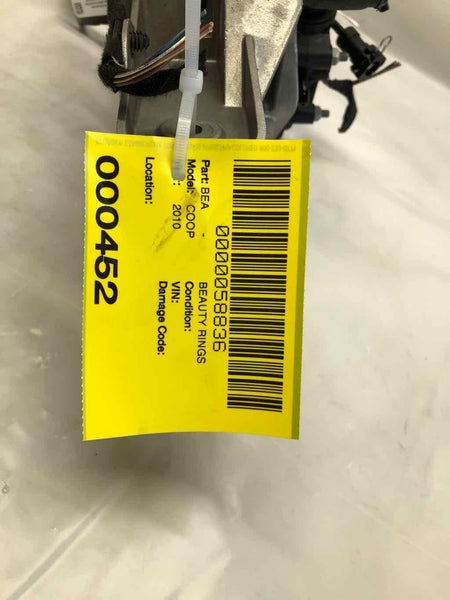 0000058836
Part: BEA - BEAUTY RINGS
Model: COOP Condition:
: 2010 VIN:
Damage Code:
Location:
000452